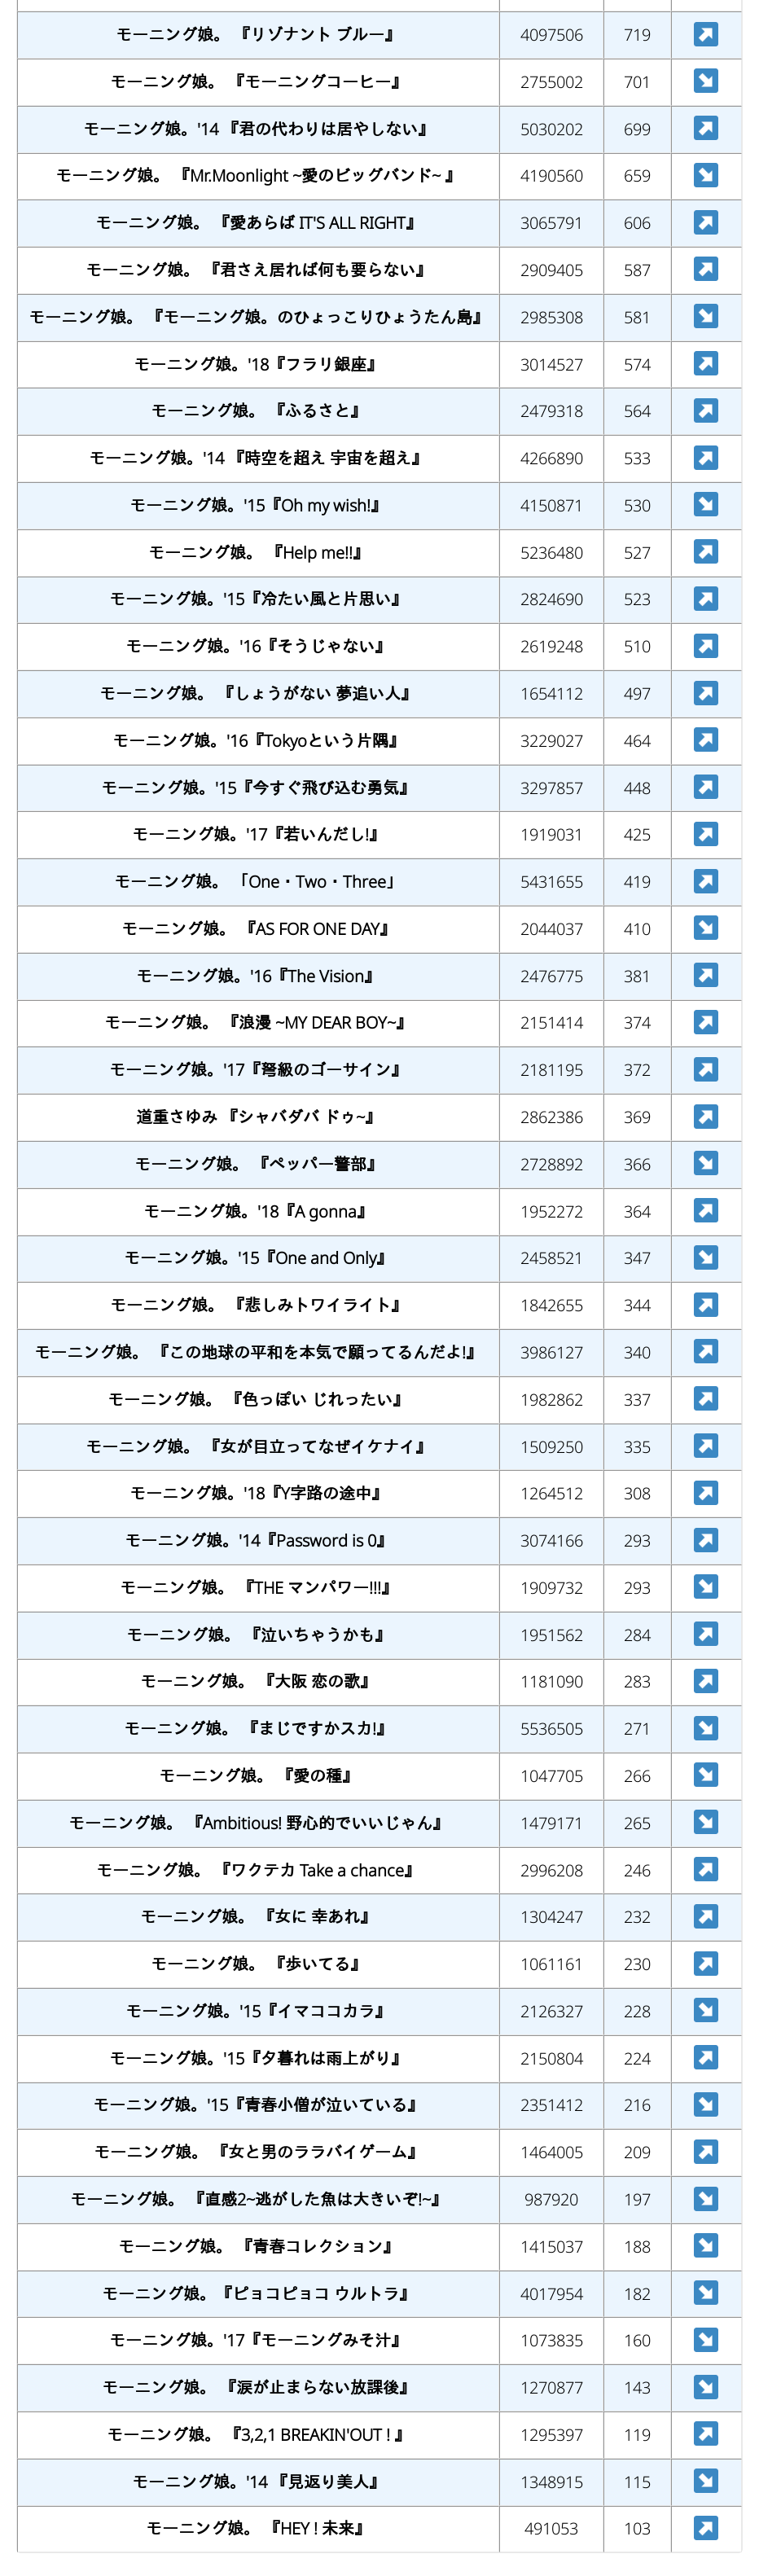 モーニング娘。 『リゾナント ブルー』 4097506 719 ↗
モーニング娘。 『モーニングコーヒー』 2755002 701 ↘
モーニング娘。'14 『君の代わりは居やしない』 5030202 699 ↗
モーニング娘。 『Mr.Moonlight ~愛のビッグバンド~ 』 4190560 659 ↘
モーニング娘。 『愛あらば IT'S ALL RIGHT』 3065791 606 ↗
モーニング娘。 『君さえ居れば何も要らない』 2909405 587 ↗
モーニング娘。 『モーニング娘。のひょっこりひょうたん島』 2985308 581 ↘
モーニング娘。'18『フラリ銀座』 3014527 574 ↗
モーニング娘。 『ふるさと』 2479318 564 ↗
モーニング娘。'14 『時空を超え 宇宙を超え』 4266890 533 ↗
モーニング娘。'15『Oh my wish!』 4150871 530 ↘
モーニング娘。 『Help me!!』 5236480 527 ↗
モーニング娘。'15『冷たい風と片思い』 2824690 523 ↗
モーニング娘。'16『そうじゃない』 2619248 510 ↗
モーニング娘。 『しょうがない 夢追い人』 1654112 497 ↗
モーニング娘。'16『Tokyoという片隅』 3229027 464 ↗
モーニング娘。'15『今すぐ飛び込む勇気』 3297857 448 ↗
モーニング娘。'17『若いんだし!』 1919031 425 ↗
モーニング娘。 「One・Two・Three」 5431655 419 ↗
モーニング娘。 『AS FOR ONE DAY』 2044037 410 ↘
モーニング娘。'16『The Vision』 2476775 381 ↗
モーニング娘。 『浪漫 ~MY DEAR BOY~』 2151414 374 ↗
モーニング娘。'17『弩級のゴーサイン』 2181195 372 ↗
道重さゆみ 『シャバダバ ドゥ~』 2862386 369 ↗
モーニング娘。 『ペッパー警部』 2728892 366 ↘
モーニング娘。'18『A gonna』 1952272 364 ↗
モーニング娘。'15『One and Only』 2458521 347 ↘
モーニング娘。 『悲しみトワイライト』 1842655 344 ↗
モーニング娘。 『この地球の平和を本気で願ってるんだよ!』 3986127 340 ↗
モーニング娘。 『色っぽい じれったい』 1982862 337 ↗
モーニング娘。 『女が目立ってなぜイケナイ』 1509250 335 ↗
モーニング娘。'18『Y字路の途中』 1264512 308 ↗
モーニング娘。'14『Password is 0』 3074166 293 ↗
モーニング娘。 『THE マンパワー!!!』 1909732 293 ↘
モーニング娘。 『泣いちゃうかも』 1951562 284 ↗
モーニング娘。 『大阪 恋の歌』 1181090 283 ↗
モーニング娘。 『まじですかスカ!』 5536505 271 ↘
モーニング娘。 『愛の種』 1047705 266 ↘
モーニング娘。 『Ambitious! 野心的でいいじゃん』 1479171 265 ↘
モーニング娘。 『ワクテカ Take a chance』 2996208 246 ↗
モーニング娘。 『女に 幸あれ』 1304247 232 ↗
モーニング娘。 『歩いてる』 1061161 230 ↗
モーニング娘。'15『イマココカラ』 2126327 228 ↘
モーニング娘。'15『夕暮れは雨上がり』 2150804 224 ↗
モーニング娘。'15『青春小僧が泣いている』 2351412 216 ↘
モーニング娘。 『女と男のララバイゲーム』 1464005 209 ↗
モーニング娘。 『直感2~逃がした魚は大きいぞ!~』 987920 197 ↘
モーニング娘。 『青春コレクション』 1415037 188 ↘
モーニング娘。『ピョコピョコ ウルトラ』 4017954 182 ↘
モーニング娘。'17『モーニングみそ汁』 1073835 160 ↘
モーニング娘。 『涙が止まらない放課後』 1270877 143 ↘
モーニング娘。 『3,2,1 BREAKIN'OUT ! 』 1295397 119 ↗
モーニング娘。'14 『見返り美人』 1348915 115 ↘
モーニング娘。 『HEY ! 未来』 491053 103 ↗